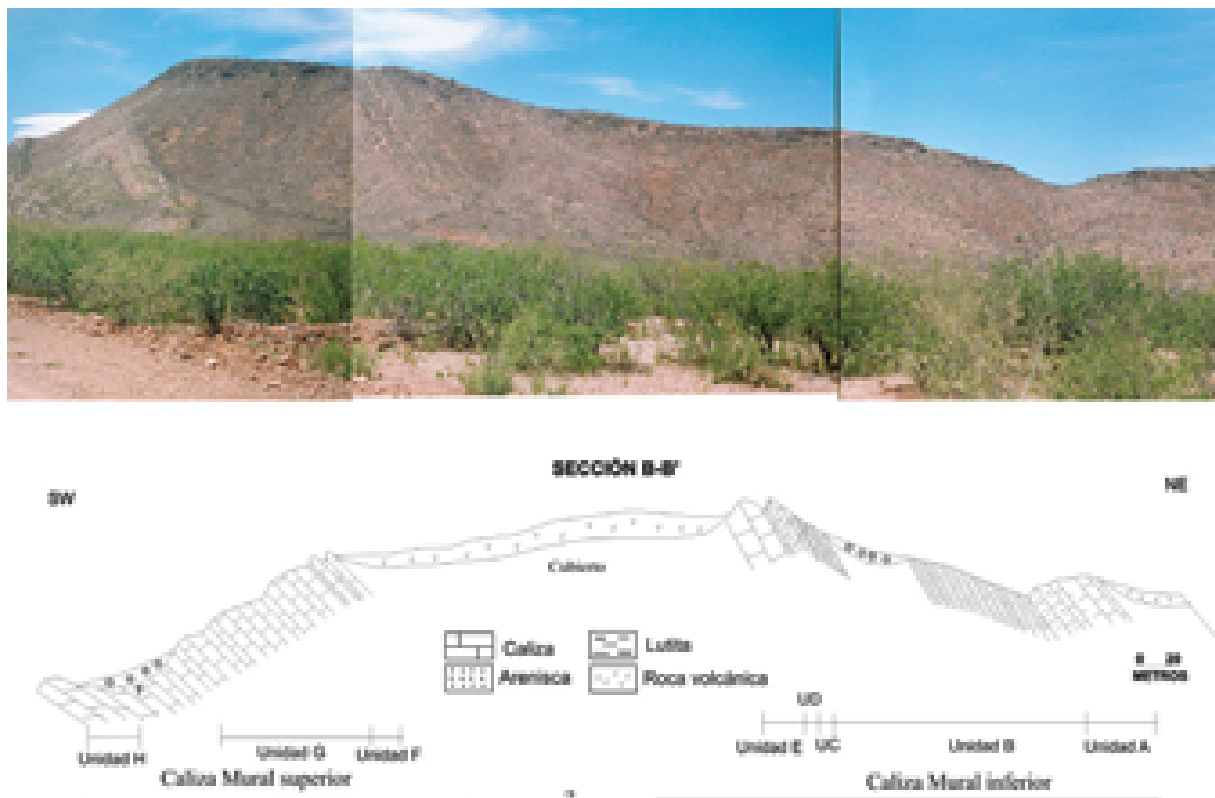 SECCIÓN B-B'
SW
NE
Cubierto
Caliza
Lutita
Arenisca
Roca volcánica
0 20
METROS
UD
Unidad H
Unidad G
Unidad F
Unidad E
UC
Unidad B
Unidad A
Caliza Mural superior
Caliza Mural inferior